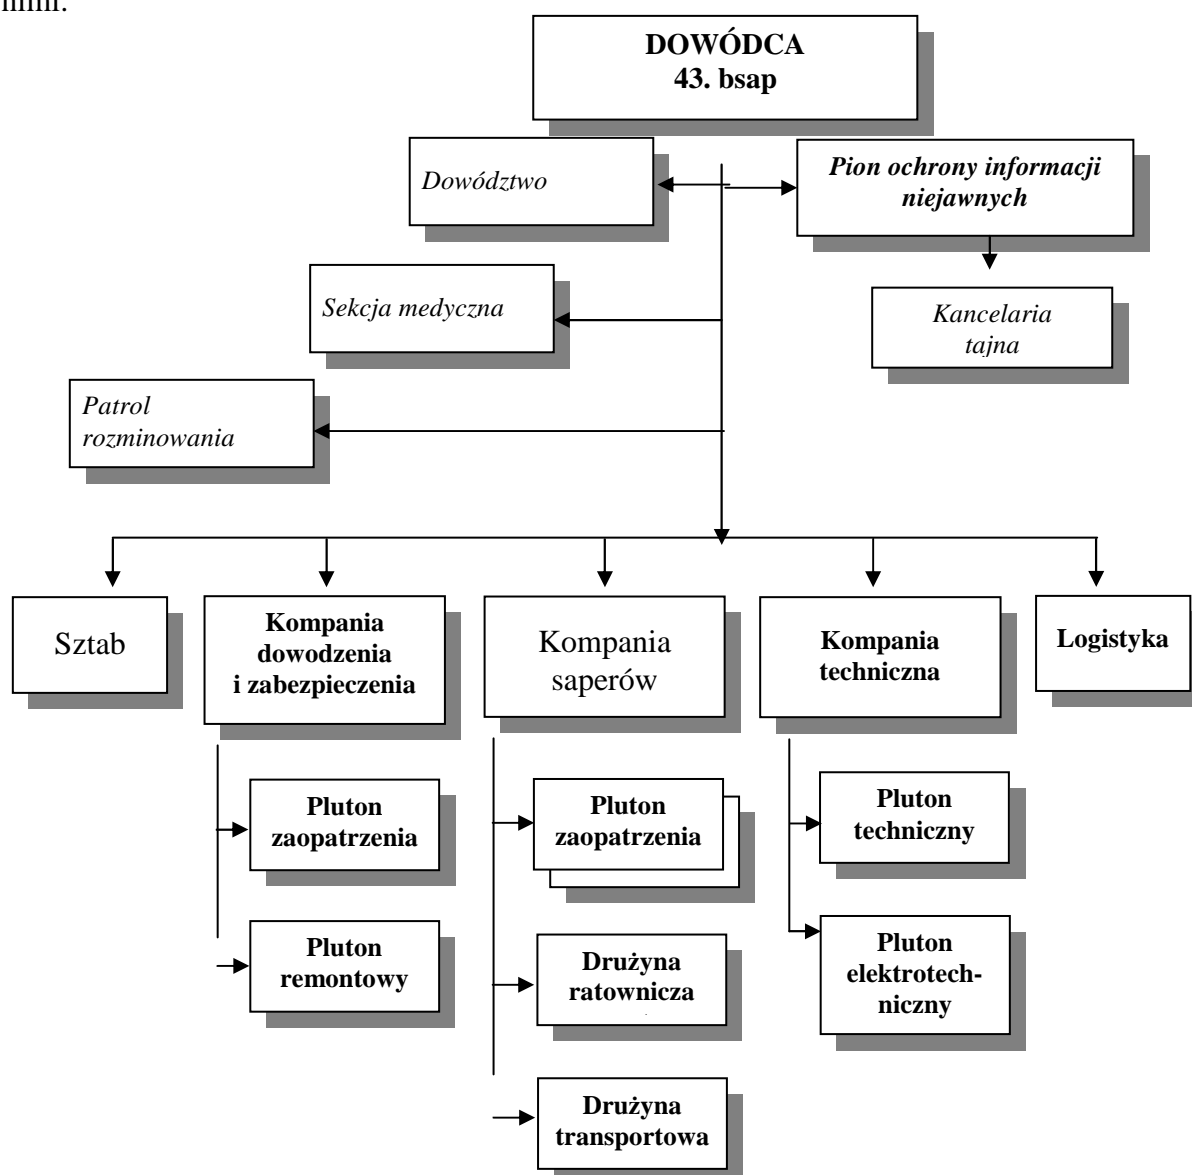 DOWÓDCA
43. bsap
Dowództwo
Pion ochrony informacji
niejawnych
Sekcja medyczna
Kancelaria
tajna
Patrol
rozminowania
Sztab
Kompania
dowodzenia
i zabezpieczenia
Kompania
saperów
Kompania
techniczna
Logistyka
Pluton
zaopatrzenia
Pluton
remontowy
Pluton
zaopatrzenia
Drużyna
ratownicza
Drużyna
transportowa
Pluton
techniczny
Pluton
elektrotech-
niczny